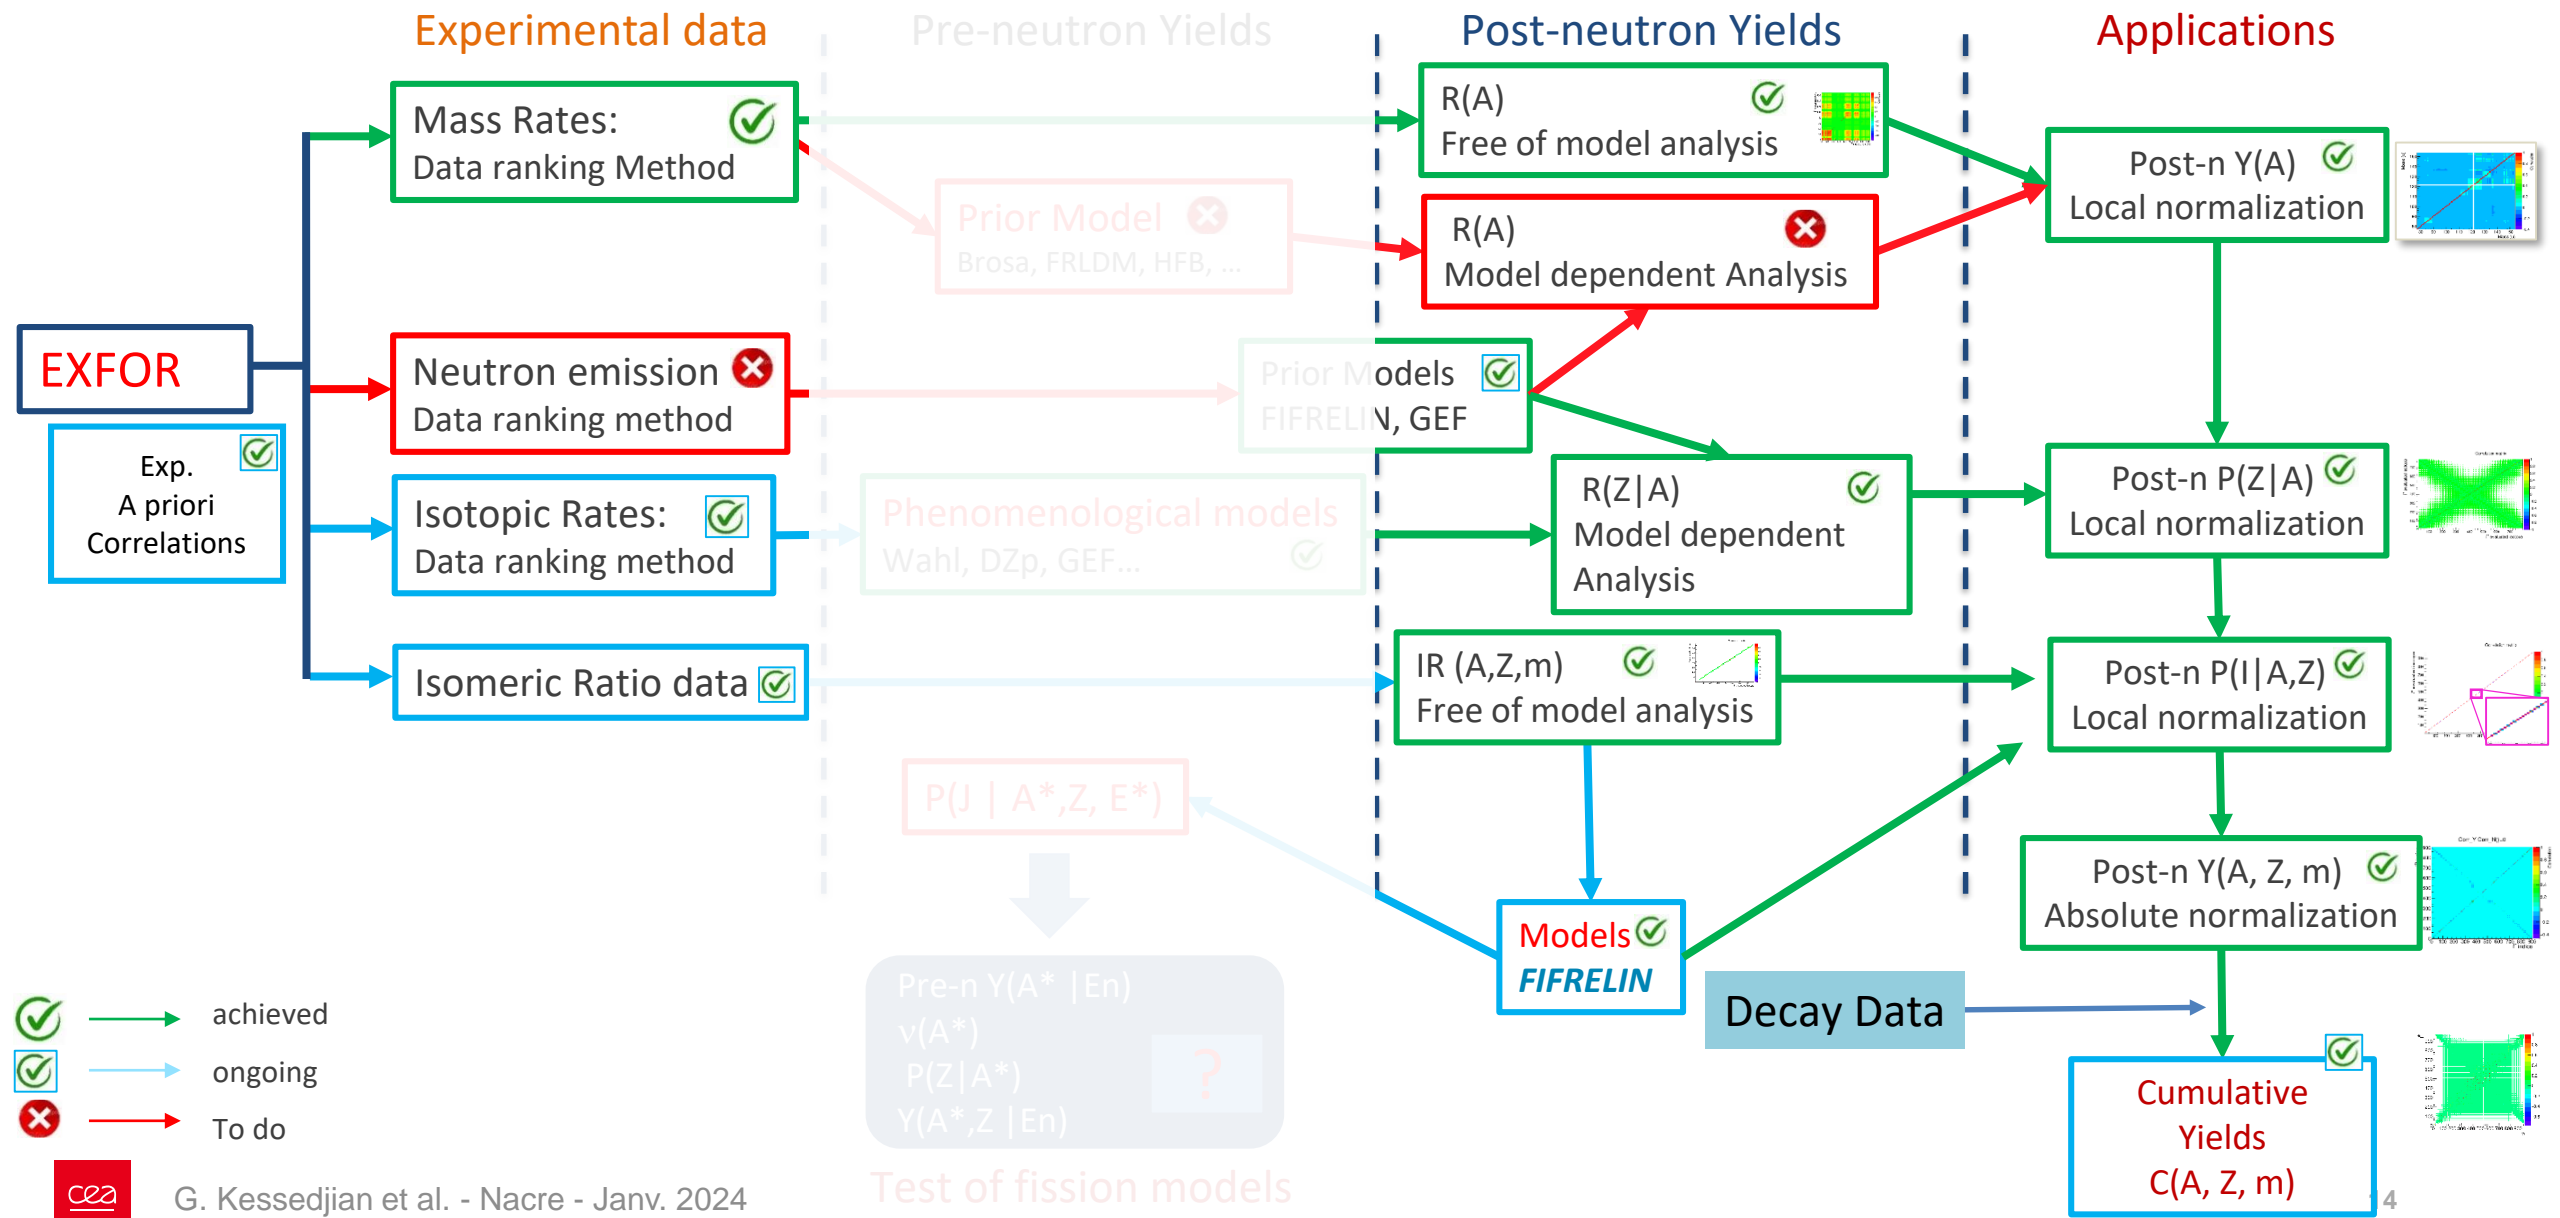 Experimental data
Pre-neutron Yields
Post-neutron Yields
Applications
Mass Rates:
Data ranking Method
R(A)
Free of model analysis
Post-n Y(A)
Local normalization
Prior Model
Brosa, FRLDM, HFB, ...
R(A)
Model dependent Analysis
EXFOR
Exp.
A priori
Correlations
Neutron emission
Data ranking method
Prior Models
FIFRELIN, GEF
Isotopic Rates:
Data ranking method
Phenomenological models
Wahl, DZp, GEF...
R(Z|A)
Model dependent
Analysis
Post-n P(Z|A)
Local normalization
Isomeric Ratio data
IR (A,Z,m)
Free of model analysis
Post-n P(I|A,Z)
Local normalization
P(J | A*,Z, E*)
Models
FIFRELIN
Post-n Y(A, Z, m)
Absolute normalization
Pre-n Y(A* |En)
ν(A*)
P(Z|A*)
Y(A*,Z |En)
?
Test of fission models
Decay Data
Cumulative
Yields
C(A, Z, m)
achieved
ongoing
To do
cea
G. Kessedjian et al. - Nacre - Janv. 2024
14